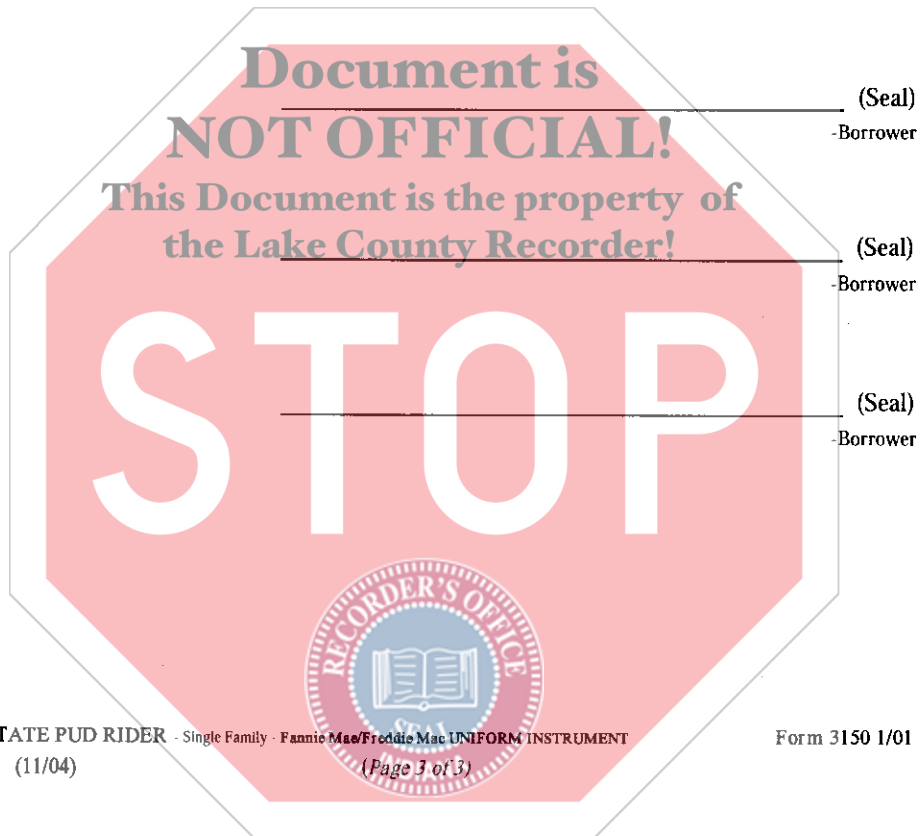 Document is
(Seal)
-Borrower
NOT OFFICIAL!
This Document is the property of
the Lake County Recorder!
(Seal)
-Borrower
STOP
(Seal)
-Borrower
RECORDER'S OFFICE
SEAL
INDIANA
TATE PUD RIDER - Single Family - Fannie Mae/Freddie Mac UNIFORM INSTRUMENT Form 3150 1/01
(11/04) (Page 3 of 3)